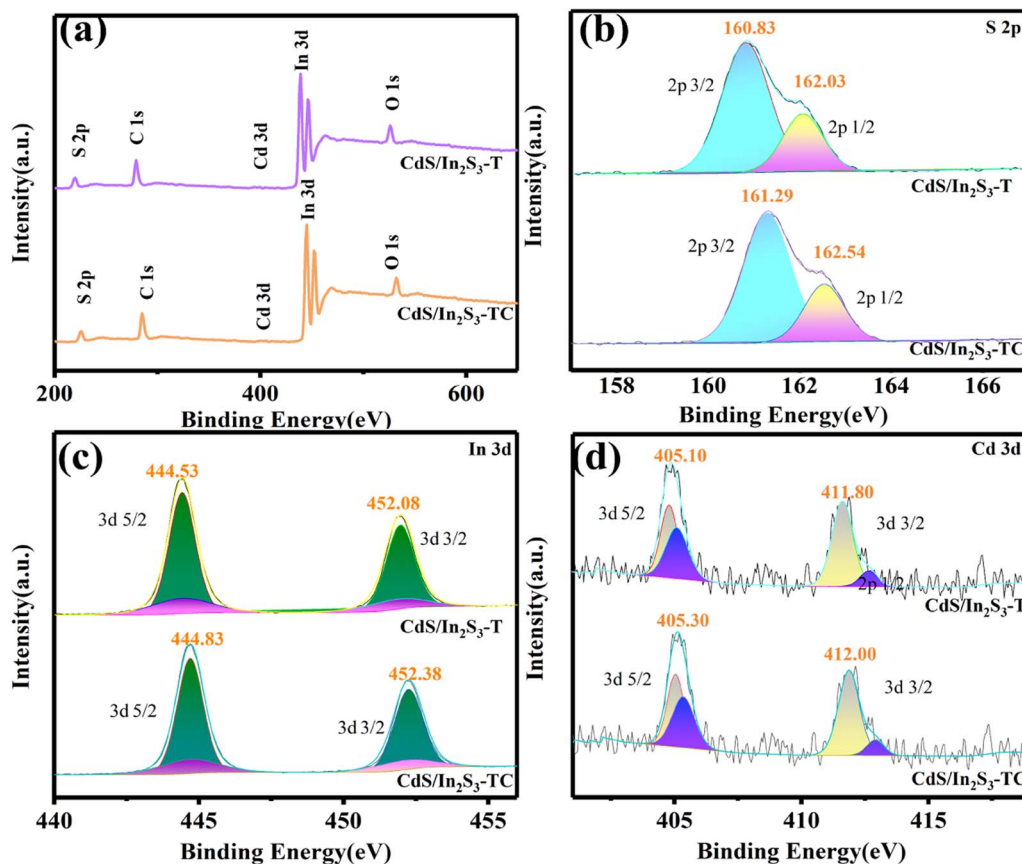 (a)
In 3d
O 1s
C 1s
S 2p
Cd 3d
CdS/In₂S₃-T
In 3d
O 1s
C 1s
S 2p
Cd 3d
CdS/In₂S₃-TC
Intensity(a.u.)
200 400 600
Binding Energy(eV)
(b)
S 2p
160.83
162.03
2p 3/2
2p 1/2
CdS/In₂S₃-T
161.29
162.54
2p 3/2
2p 1/2
CdS/In₂S₃-TC
Intensity(a.u.)
158 160 162 164 166
Binding Energy(eV)
(c)
In 3d
444.53
452.08
3d 5/2
3d 3/2
CdS/In₂S₃-T
444.83
452.38
3d 5/2
3d 3/2
CdS/In₂S₃-TC
Intensity(a.u.)
440 445 450 455
Binding Energy(eV)
(d)
Cd 3d
405.10
411.80
3d 5/2
3d 3/2
2p 1/2
CdS/In₂S₃-T
405.30
412.00
3d 5/2
3d 3/2
CdS/In₂S₃-TC
Intensity(a.u.)
405 410 415
Binding Energy(eV)